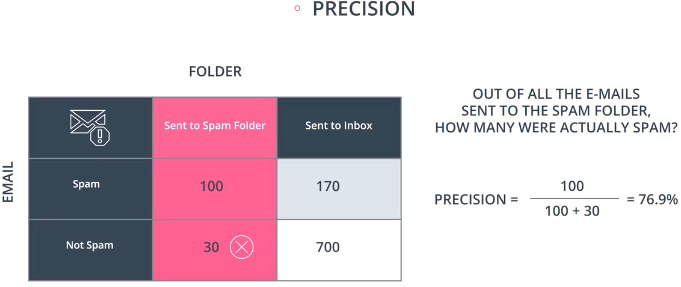 PRECISION
FOLDER
Sent to Spam Folder
Sent to Inbox
EMAIL
Spam
100
170
Not Spam
30
700
OUT OF ALL THE E-MAILS
SENT TO THE SPAM FOLDER,
HOW MANY WERE ACTUALLY SPAM?
PRECISION = 100 / 100 + 30 = 76.9%